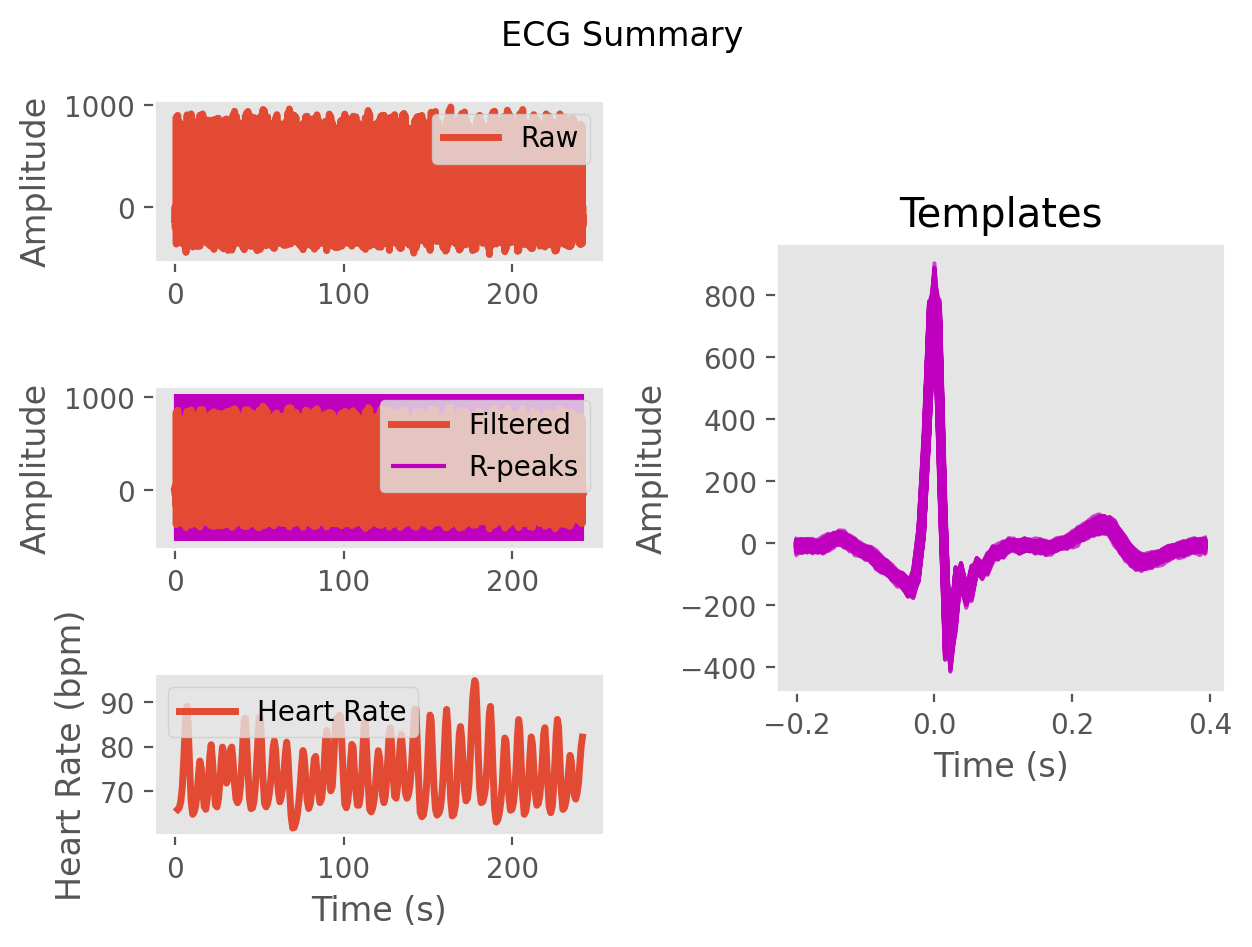 ECG Summary
Amplitude
1000
0
Raw
0 100 200
Amplitude
1000
0
Filtered
R-peaks
0 100 200
Heart Rate (bpm)
90
80
70
Heart Rate
0 100 200
Time (s)
Templates
Amplitude
800
600
400
200
0
−200
−400
−0.2 0.0 0.2 0.4
Time (s)